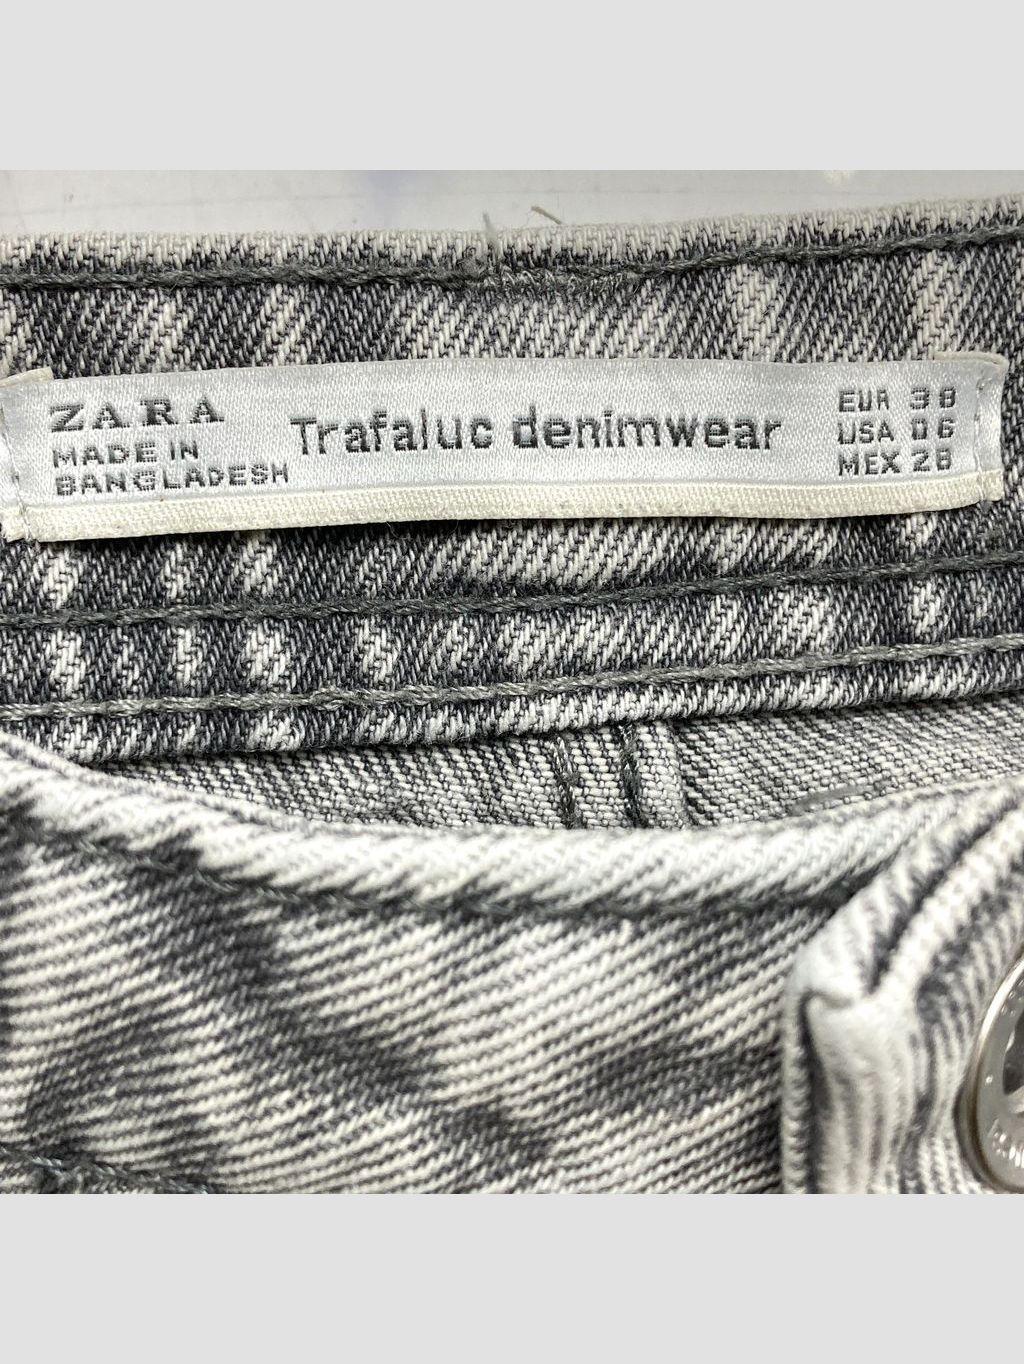 ZARA
MADE IN
BANGLADESH
Trafaluc denimwear
EUR 38
USA 06
MEX 28